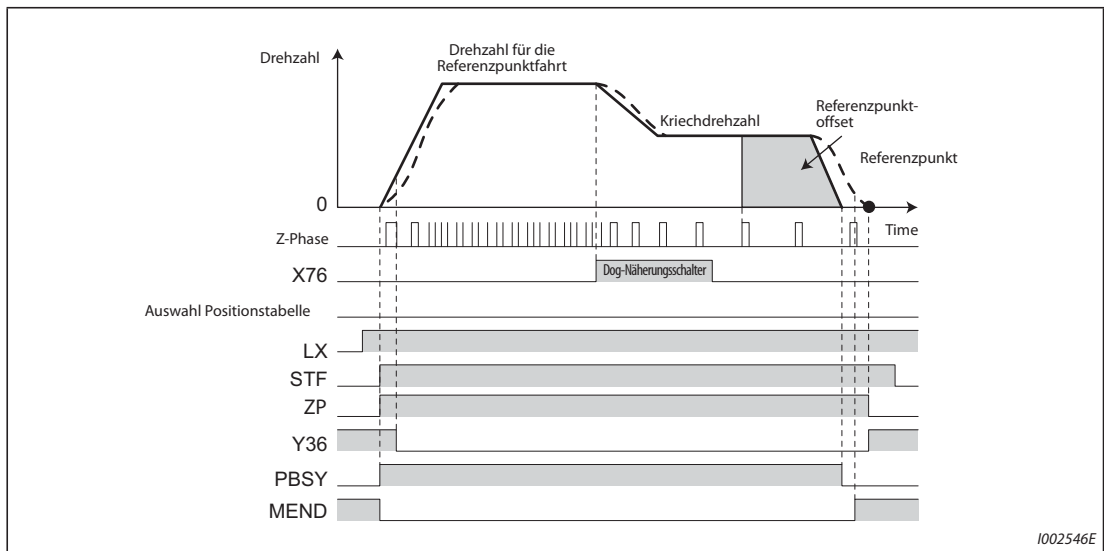 Drehzahl
Drehzahl für die
Referenzpunktfahrt
Kriechdrehzahl
Referenzpunkt-
offset
Referenzpunkt
0
Time
Z-Phase
X76
Dog-Näherungsschalter
Auswahl Positionstabelle
LX
STF
ZP
Y36
PBSY
MEND
I002546E